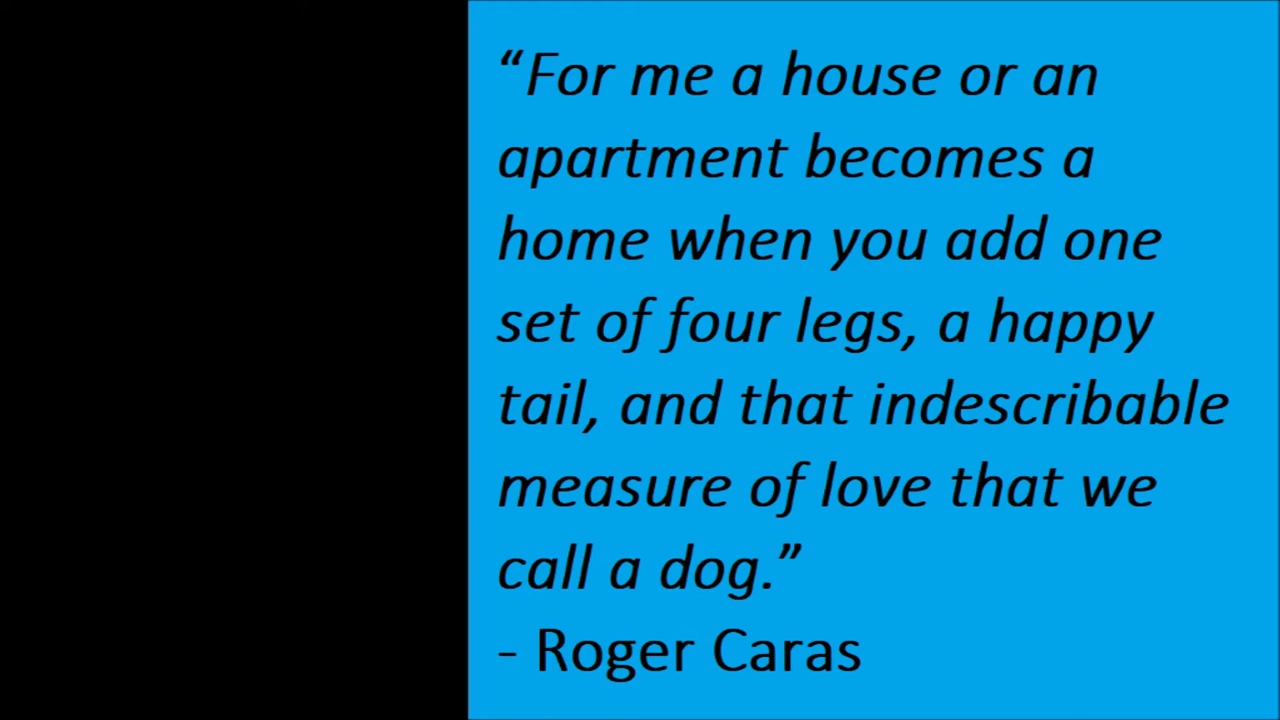 “For me a house or an
apartment becomes a
home when you add one
set of four legs, a happy
tail, and that indescribable
measure of love that we
call a dog.”
- Roger Caras